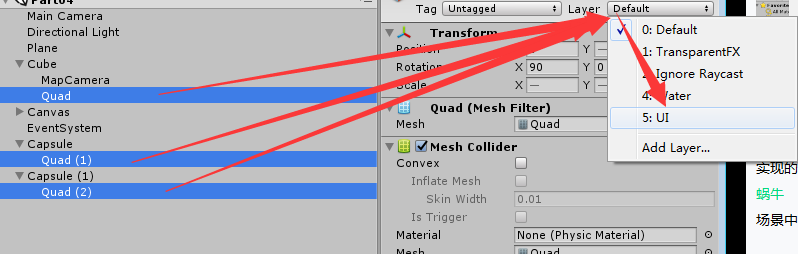 Part04
Main Camera
Directional Light
Plane
Cube
MapCamera
Quad
Canvas
EventSystem
Capsule
Quad (1)
Capsule (1)
Quad (2)
Tag Untagged Layer Default
Transform
Position Y
Rotation X 90 Y 0
Scale X Y
Quad (Mesh Filter)
Mesh Quad
Mesh Collider
Convex
Inflate Mesh
Skin Width 0.01
Is Trigger
Material None (Physic Material)
Mesh Quad
0: Default
1: TransparentFX
Ignore Raycast
4: Water
5: UI
Add Layer...
实现的
蜗牛
场景中